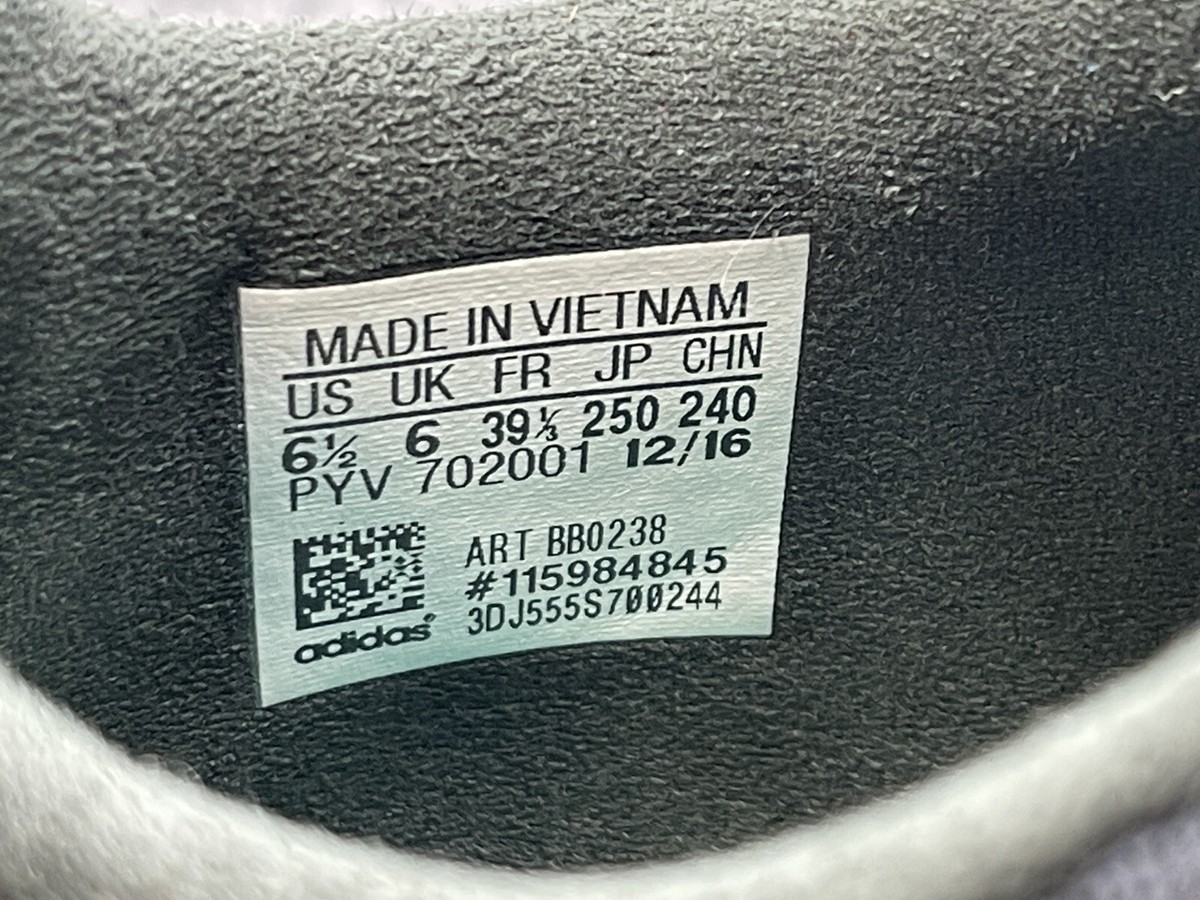 MADE IN VIETNAM
US UK FR JP CHN
6½ 6 39⅓ 250 240
PYV 702001 12/16
ART BB0238
#115984845
3DJ555S700244
adidas®